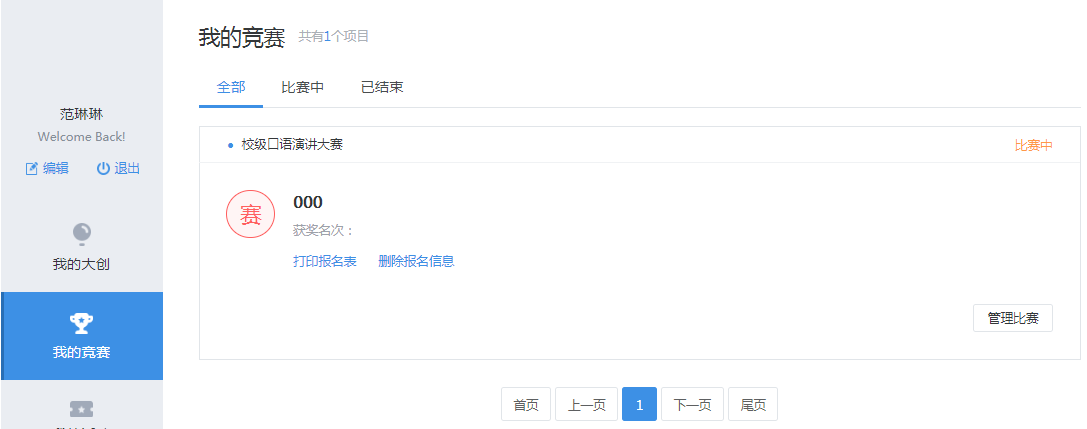 范琳琳
Welcome Back!
编辑 退出
我的大创
我的竞赛
我的竞赛 共有1个项目
全部 比赛中 已结束
校级口语演讲大赛 比赛中
赛
000
获奖名次：
打印报名表 删除报名信息
管理比赛
首页 上一页 1 下一页 尾页